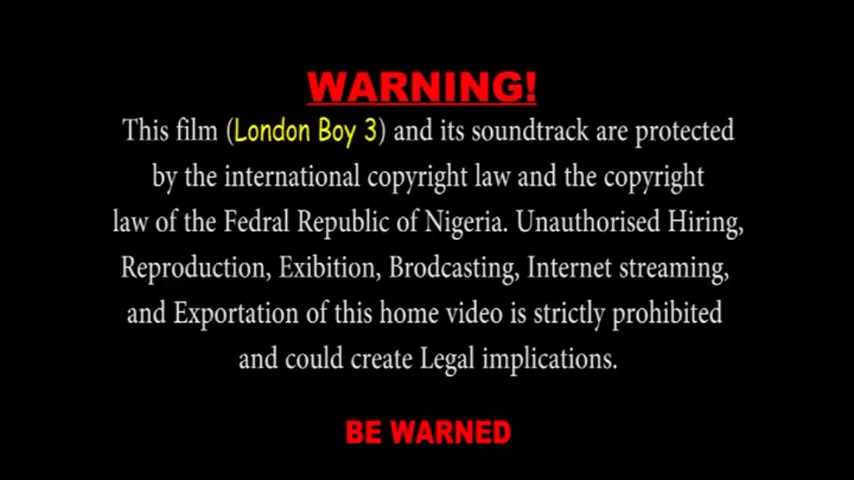 WARNING!
This film (London Boy 3) and its soundtrack are protected
by the international copyright law and the copyright
law of the Fedral Republic of Nigeria. Unauthorised Hiring,
Reproduction, Exibition, Brodcasting, Internet streaming,
and Exportation of this home video is strictly prohibited
and could create Legal implications.
BE WARNED